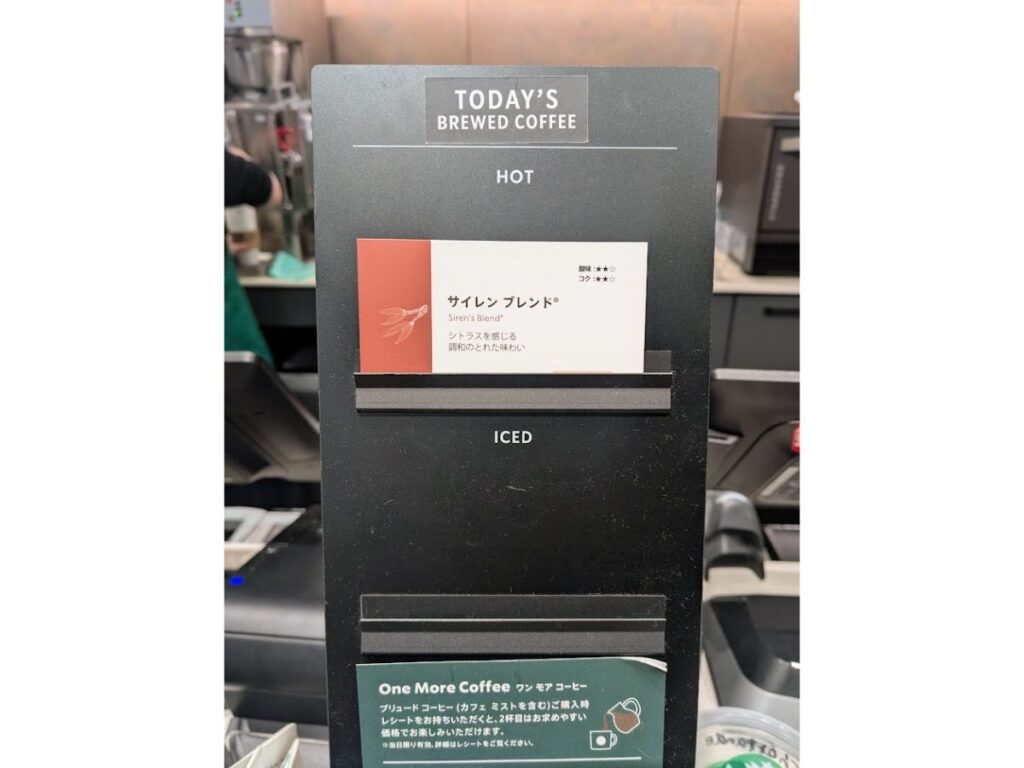 TODAY'S
BREWED COFFEE
HOT
酸味 :★★☆
コク :★★☆
サイレン ブレンド®
Siren's Blend®
シトラスを感じる
調和のとれた味わい
ICED
One More Coffee ワン モア コーヒー
ブリュード コーヒー (カフェ ミストを含む)ご購入時
レシートをお持ちいただくと、2杯目はお求めやすい
価格でお楽しみいただけます。
※当日限り有効。詳細はレシートをご覧ください。